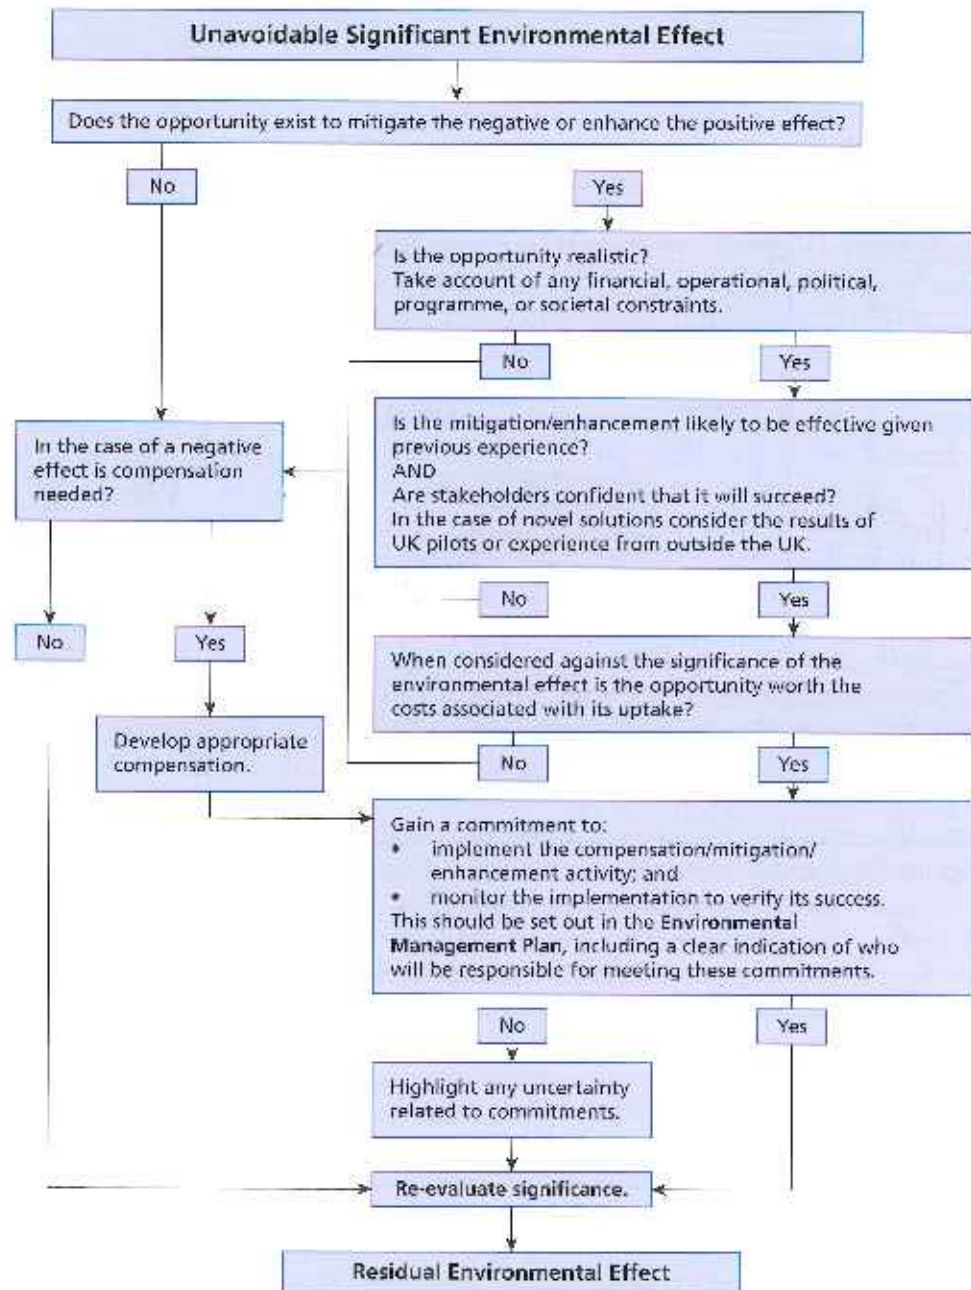 Unavoidable Significant Environmental Effect
Does the opportunity exist to mitigate the negative or enhance the positive effect?
No
Yes
Is the opportunity realistic?
Take account of any financial, operational, political,
programme, or societal constraints.
No
Yes
In the case of a negative
effect is compensation
needed?
Is the mitigation/enhancement likely to be effective given
previous experience?
AND
Are stakeholders confident that it will succeed?
In the case of novel solutions consider the results of
UK pilots or experience from outside the UK.
No
Yes
No
Yes
When considered against the significance of the
environmental effect is the opportunity worth the
costs associated with its uptake?
No
Yes
Develop appropriate
compensation.
Gain a commitment to:
• implement the compensation/mitigation/
enhancement activity; and
• monitor the implementation to verify its success.
This should be set out in the Environmental
Management Plan, including a clear indication of who
will be responsible for meeting these commitments.
No
Yes
Highlight any uncertainty
related to commitments.
Re-evaluate significance.
Residual Environmental Effect